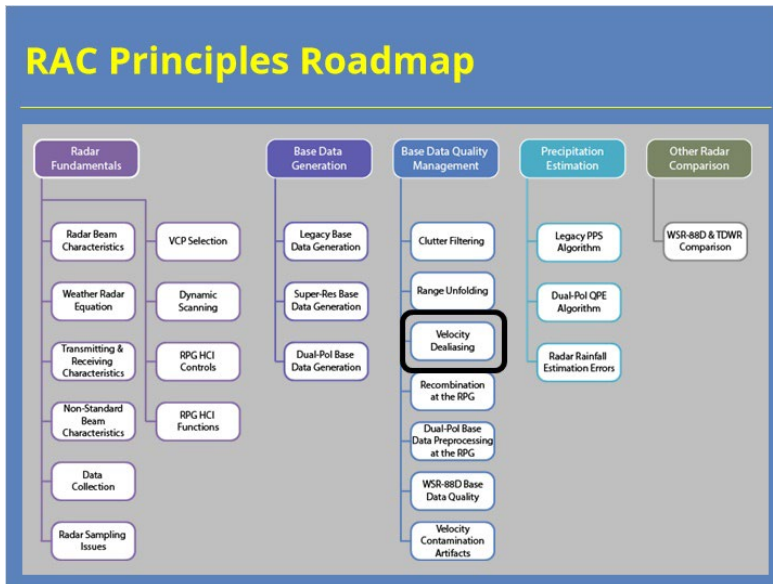 RAC Principles Roadmap
Radar
Fundamentals
Radar Beam
Characteristics
Weather Radar
Equation
Transmitting &
Receiving
Characteristics
Non-Standard
Beam
Characteristics
Data
Collection
Radar Sampling
Issues
VCP Selection
Dynamic
Scanning
RPG HCI
Controls
RPG HCI
Functions
Base Data
Generation
Legacy Base
Data Generation
Super-Res Base
Data Generation
Dual-Pol Base
Data Generation
Base Data Quality
Management
Clutter Filtering
Range Unfolding
Velocity
Dealiasing
Recombination
at the RPG
Dual-Pol Base
Data Preprocessing
at the RPG
WSR-88D Base
Data Quality
Velocity
Contamination
Artifacts
Precipitation
Estimation
Legacy PPS
Algorithm
Dual-Pol QPE
Algorithm
Radar Rainfall
Estimation Errors
Other Radar
Comparison
WSR-88D & TDWR
Comparison